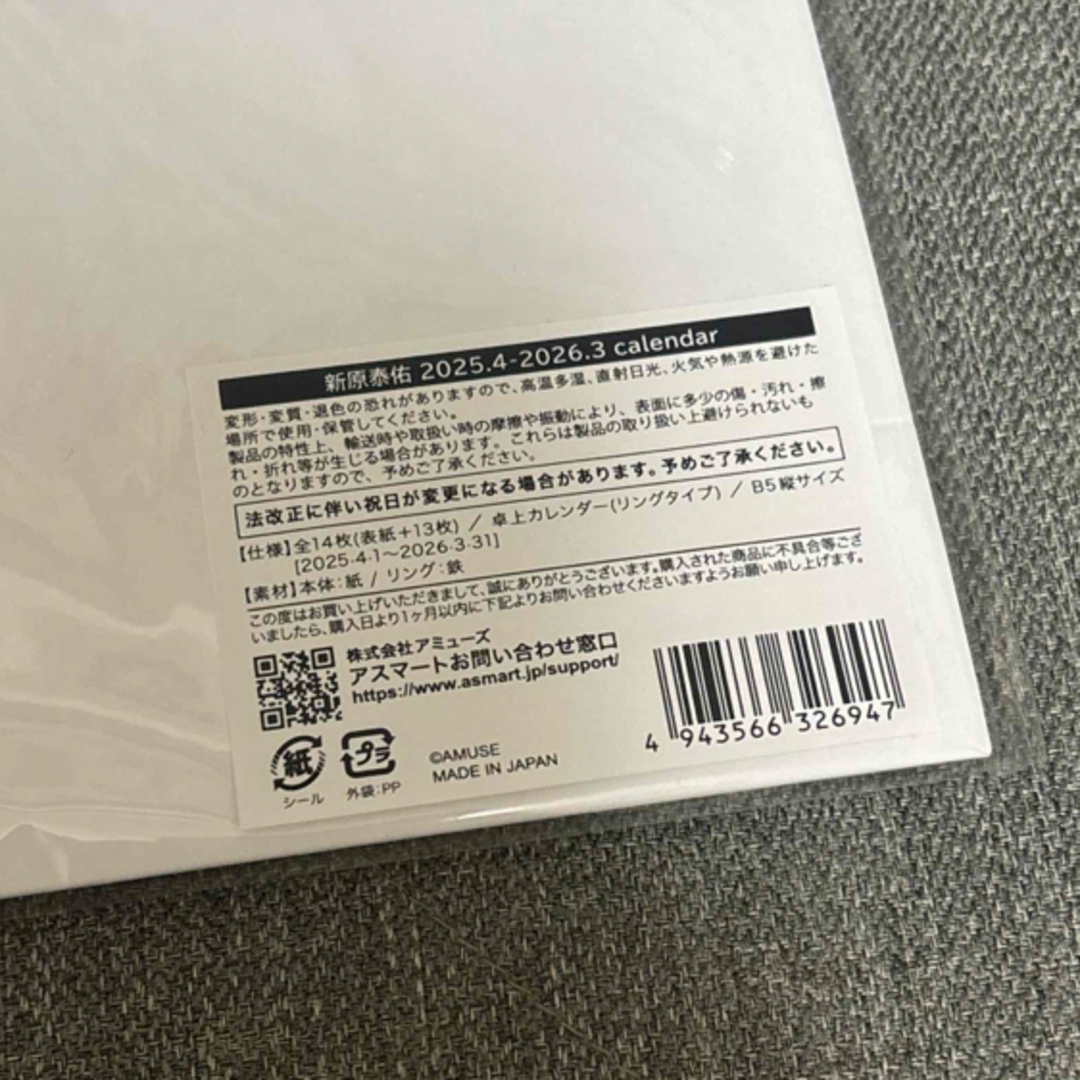 新原泰佑 2025.4-2026.3 calendar
変形・変質・退色の恐れがありますので、高温多湿、直射日光、火気や熱源を避けた
場所で使用・保管してください。
製品の特性上、輸送時や取扱い時の摩擦や振動により、表面に多少の傷・汚れ・擦
れ・折れ等が生じる場合があります。これらは製品の取り扱い上避けられないも
のとなりますので、予めご了承ください。
法改正に伴い祝日が変更になる場合があります。予めご了承ください。
【仕様】全14枚(表紙+13枚) / 卓上カレンダー(リングタイプ) / B5縦サイズ
[2025.4.1〜2026.3.31]
【素材】本体:紙 / リング:鉄
この度はお買い上げいただきまして、誠にありがとうございます。購入された商品に不具合等ござ
いましたら、購入日より1ヶ月以内に下記よりお問い合わせくださいますようお願い申し上げます。
株式会社アミューズ
アスマートお問い合わせ窓口
https://www.asmart.jp/support/
4 943566 326947
紙
シール
プラ
外袋:PP
©AMUSE
MADE IN JAPAN